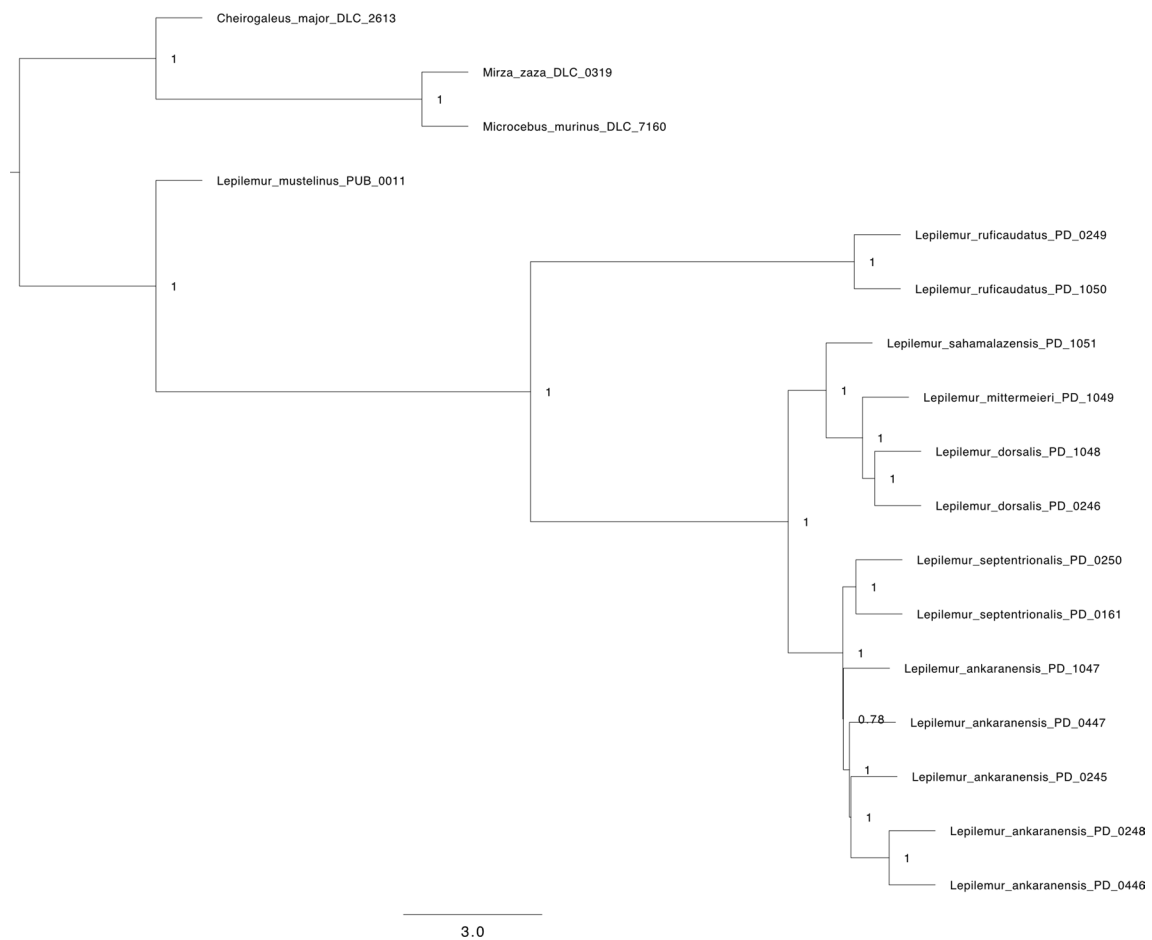 Cheirogaleus_major_DLC_2613
1
Mirza_zaza_DLC_0319
1
Microcebus_murinus_DLC_7160
Lepilemur_mustelinus_PUB_0011
Lepilemur_ruficaudatus_PD_0249
1
1
Lepilemur_ruficaudatus_PD_1050
Lepilemur_sahamalazensis_PD_1051
1
1
Lepilemur_mittermeieri_PD_1049
1
Lepilemur_dorsalis_PD_1048
1
Lepilemur_dorsalis_PD_0246
1
Lepilemur_septentrionalis_PD_0250
1
Lepilemur_septentrionalis_PD_0161
1
Lepilemur_ankaranensis_PD_1047
0.78
Lepilemur_ankaranensis_PD_0447
1
Lepilemur_ankaranensis_PD_0245
1
Lepilemur_ankaranensis_PD_0248
1
Lepilemur_ankaranensis_PD_0446
3.0